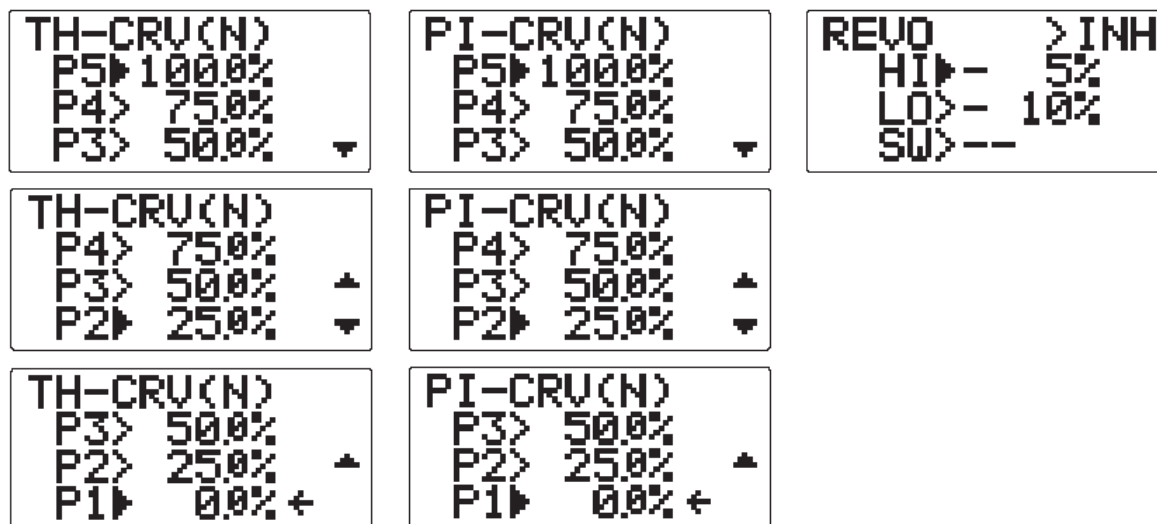 TH-CRV(N)
P5▶100.0%
P4> 75.0%
P3> 50.0%
PI-CRV(N)
P5▶100.0%
P4> 75.0%
P3> 50.0%
REVO >INH
HI▶- 5%
LO>- 10%
SW>--
TH-CRV(N)
P4> 75.0%
P3> 50.0%
P2▶ 25.0%
PI-CRV(N)
P4> 75.0%
P3> 50.0%
P2▶ 25.0%
TH-CRV(N)
P3> 50.0%
P2> 25.0%
P1▶ 0.0% ←
PI-CRV(N)
P3> 50.0%
P2> 25.0%
P1▶ 0.0% ←